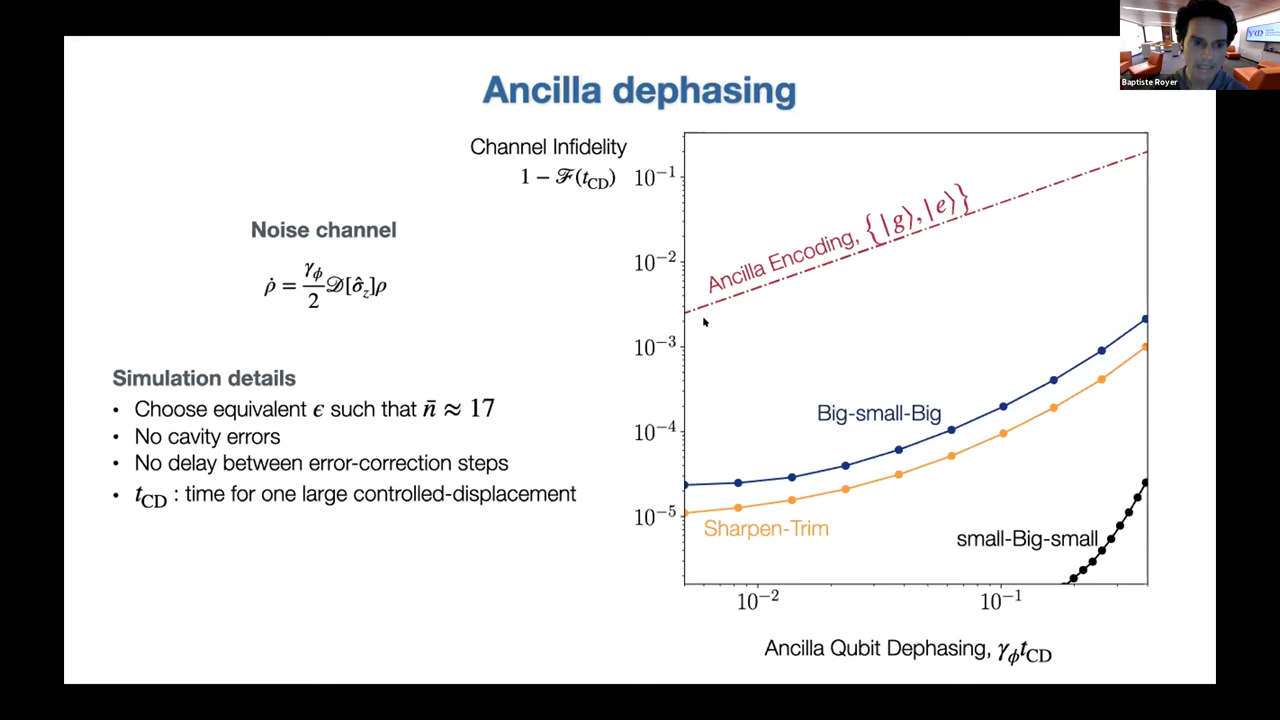 Ancilla dephasing
Baptiste Royer
Noise channel
ρ̇ = γ_ϕ/2 𝒟[σ̂_z]ρ
Simulation details
• Choose equivalent ϵ such that n̄ ≈ 17
• No cavity errors
• No delay between error-correction steps
• t_CD : time for one large controlled-displacement
Channel Infidelity
1 − ℱ(t_CD)
10⁻¹
10⁻²
10⁻³
10⁻⁴
10⁻⁵
Ancilla Encoding, {|g⟩, |e⟩}
Big-small-Big
Sharpen-Trim
small-Big-small
10⁻²
10⁻¹
Ancilla Qubit Dephasing, γ_ϕ t_CD